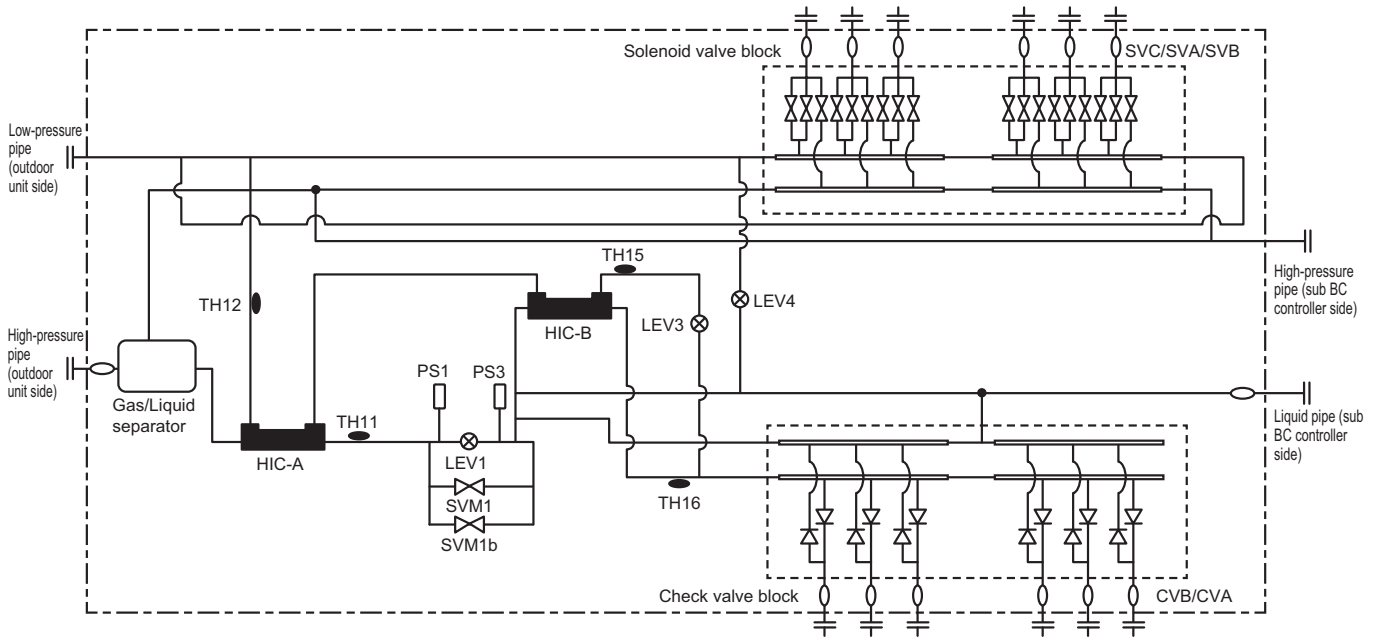 Solenoid valve block
SVC/SVA/SVB
Low-pressure
pipe
(outdoor
unit side)
TH15
High-pressure
pipe (sub BC
controller side)
TH12
LEV4
LEV3
HIC-B
High-pressure
pipe
(outdoor
unit side)
PS1
PS3
Gas/Liquid
separator
TH11
Liquid pipe (sub
BC controller
side)
HIC-A
LEV1
SVM1
TH16
SVM1b
Check valve block
CVB/CVA